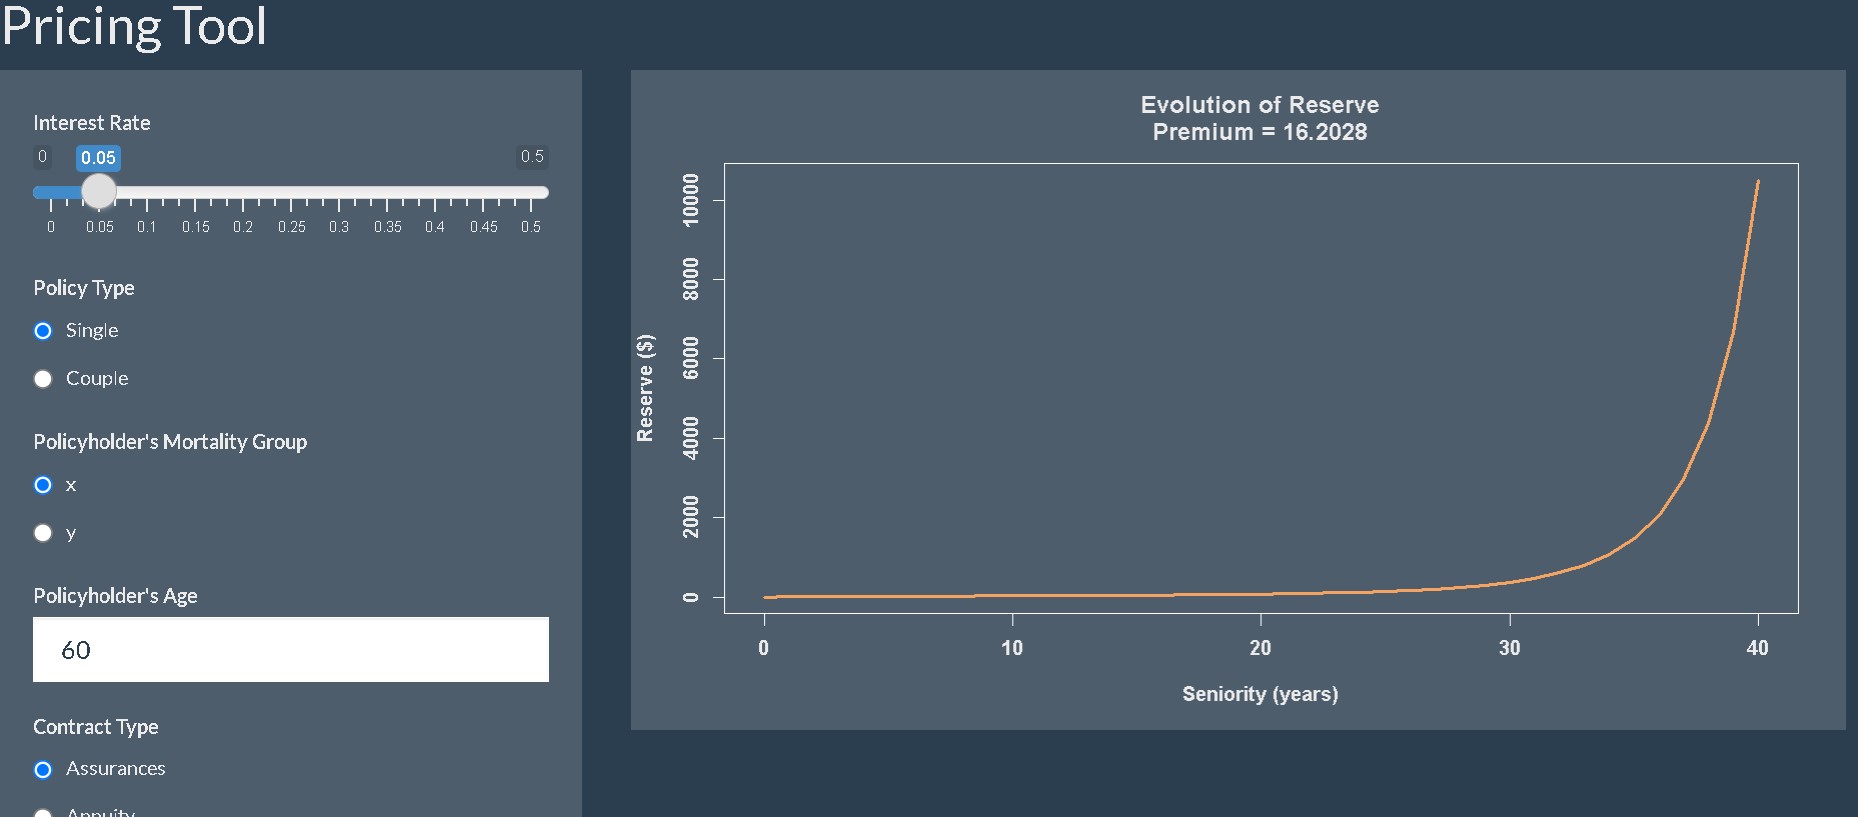 Pricing Tool
Interest Rate
0 0.05 0.5
0 0.05 0.1 0.15 0.2 0.25 0.3 0.35 0.4 0.45 0.5
Policy Type
Single
Couple
Policyholder's Mortality Group
x
y
Policyholder's Age
60
Contract Type
Assurances
Annuity
Evolution of Reserve
Premium = 16.2028
Reserve ($)
10000
8000
6000
4000
2000
0
0 10 20 30 40
Seniority (years)